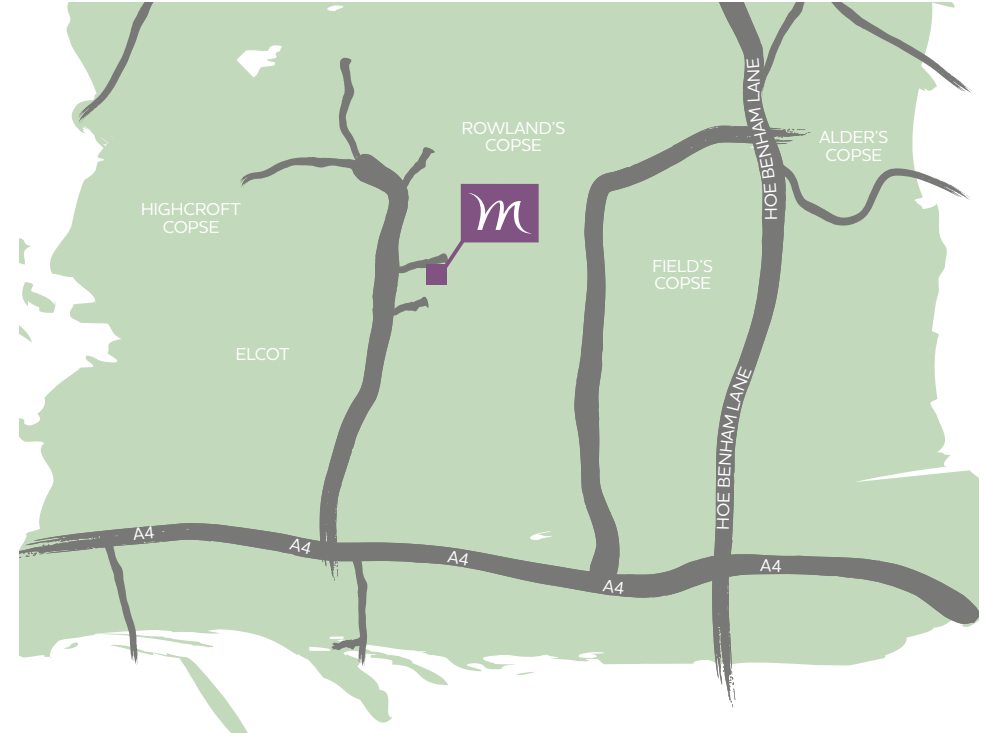 HOE BENHAM LANE
ROWLAND'S
COPSE
ALDER'S
COPSE
HIGHCROFT
COPSE
m
FIELD'S
COPSE
ELCOT
HOE BENHAM LANE
A4
A4
A4
A4
A4